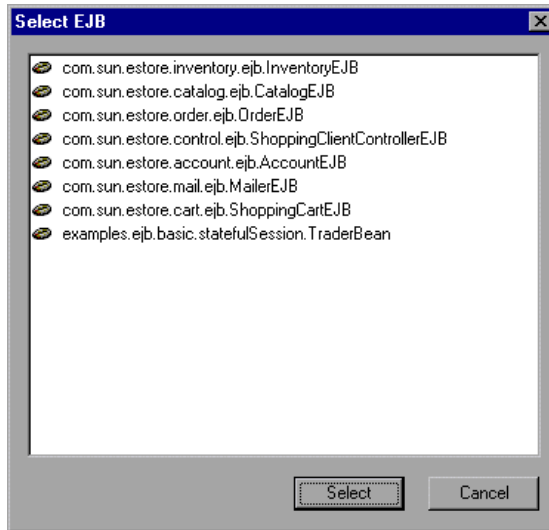 Select EJB
com.sun.estore.inventory.ejb.InventoryEJB
com.sun.estore.catalog.ejb.CatalogEJB
com.sun.estore.order.ejb.OrderEJB
com.sun.estore.control.ejb.ShoppingClientControllerEJB
com.sun.estore.account.ejb.AccountEJB
com.sun.estore.mail.ejb.MailerEJB
com.sun.estore.cart.ejb.ShoppingCartEJB
examples.ejb.basic.statefulSession.TraderBean
Select Cancel